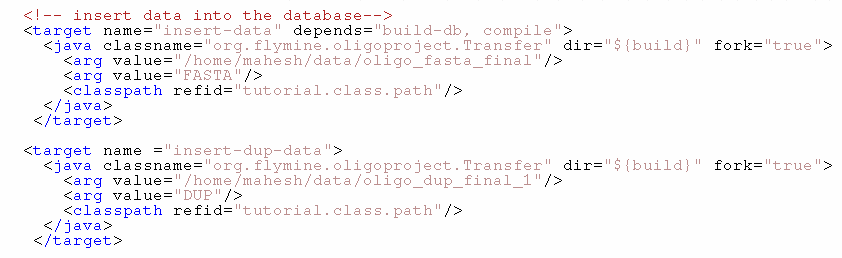 <!-- insert data into the database-->
<target name="insert-data" depends="build-db, compile">
<java classname="org.flymine.oligoproject.Transfer" dir="${build}" fork="true">
<arg value="/home/mahesh/data/oligo_fasta_final"/>
<arg value="FASTA"/>
<classpath refid="tutorial.class.path"/>
</java>
</target>
<target name ="insert-dup-data">
<java classname="org.flymine.oligoproject.Transfer" dir="${build}" fork="true">
<arg value="/home/mahesh/data/oligo_dup_final_1"/>
<arg value="DUP"/>
<classpath refid="tutorial.class.path"/>
</java>
</target>